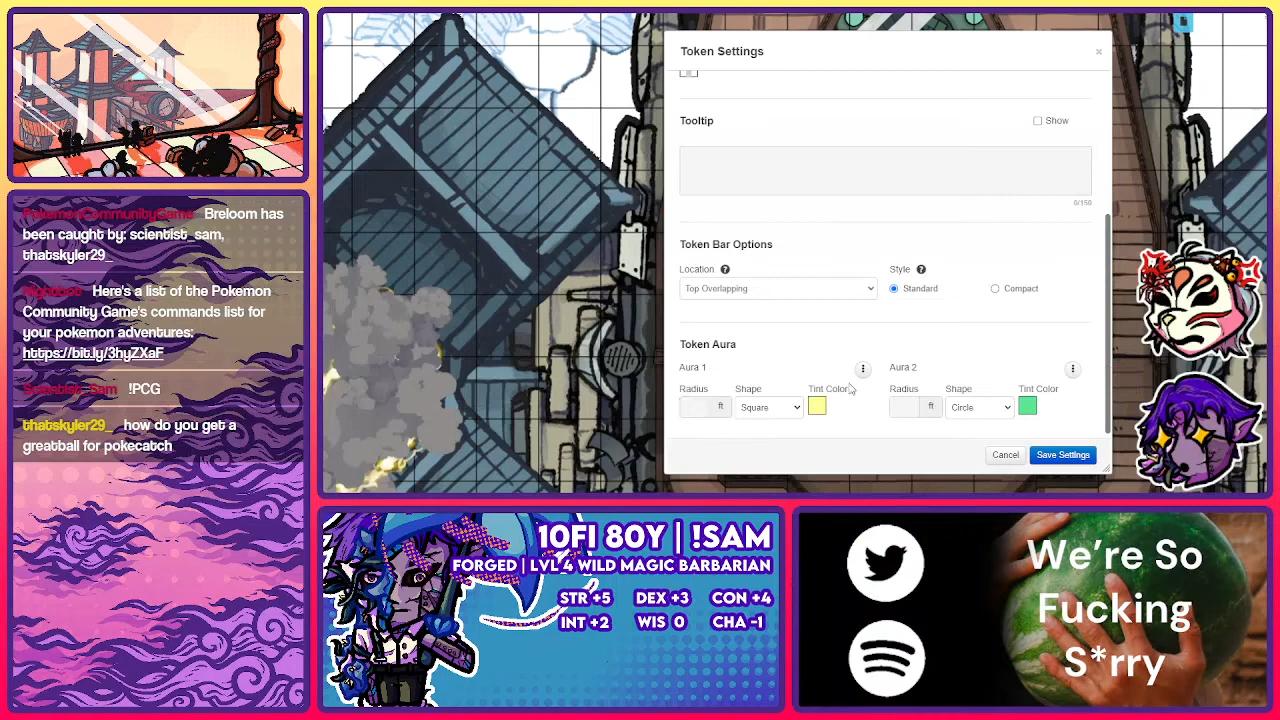 PokemonCommunityGame Breloom has
been caught by: scientist_sam,
thatskyler29_
Nightbot Here's a list of the Pokemon
Community Game's commands list for
your pokemon adventures:
https://bit.ly/3hyZXaF
Scientist_Sam !PCG
thatskyler29_ how do you get a
greatball for pokecatch
Token Settings
×
Tooltip
Show
0/150
Token Bar Options
Location ?
Style ?
Top Overlapping
Standard
Compact
Token Aura
Aura 1
Aura 2
Radius Shape Tint Color
Radius Shape Tint Color
ft Square
ft Circle
Cancel
Save Settings
10FI 80Y | !SAM
FORGED | LVL 4 WILD MAGIC BARBARIAN
STR +5 DEX +3 CON +4
INT +2 WIS 0 CHA -1
We're So
Fucking
S*rry